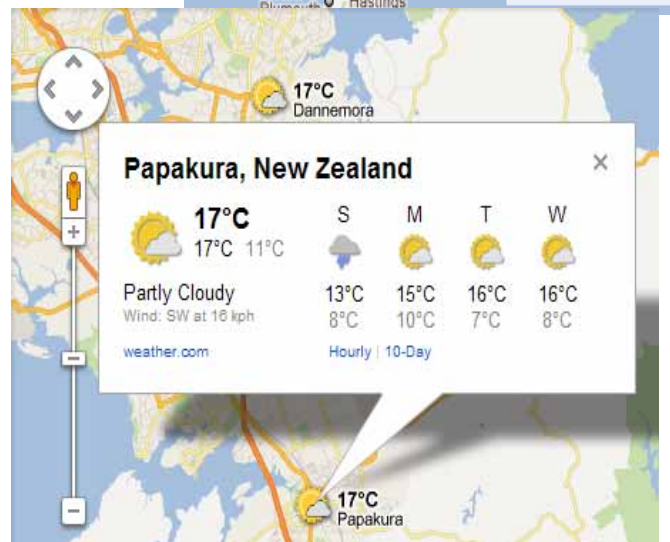 Plymouth Hastings
17°C
Dannemora
Papakura, New Zealand
17°C
17°C 11°C
Partly Cloudy
Wind: SW at 16 kph
weather.com
S M T W
13°C 15°C 16°C 16°C
8°C 10°C 7°C 8°C
Hourly | 10-Day
17°C
Papakura